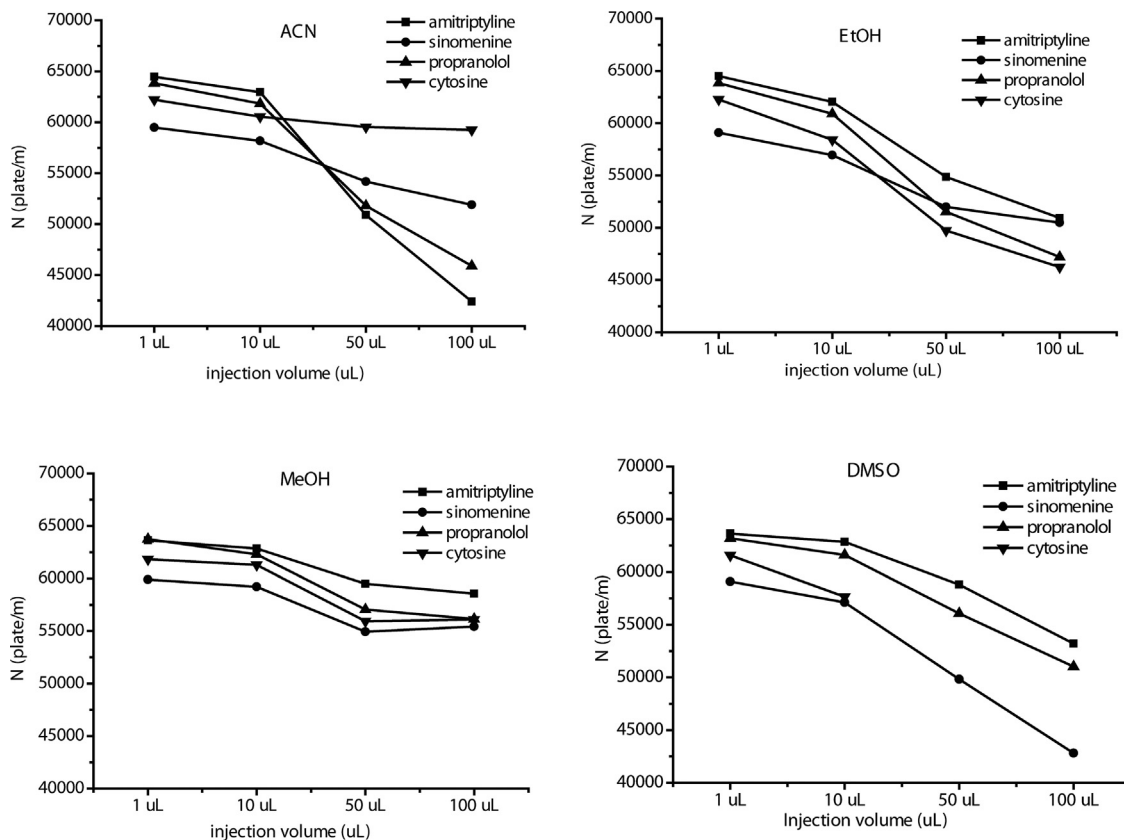 ACN
amitriptyline
sinomenine
propranolol
cytosine
70000
65000
60000
55000
50000
45000
40000
N (plate/m)
1 uL 10 uL 50 uL 100 uL
injection volume (uL)
EtOH
amitriptyline
sinomenine
propranolol
cytosine
70000
65000
60000
55000
50000
45000
40000
N (plate/m)
1 uL 10 uL 50 uL 100 uL
injection volume (uL)
MeOH
amitriptyline
sinomenine
propranolol
cytosine
70000
65000
60000
55000
50000
45000
40000
N (plate/m)
1 uL 10 uL 50 uL 100 uL
injection volume (uL)
DMSO
amitriptyline
sinomenine
propranolol
cytosine
70000
65000
60000
55000
50000
45000
40000
N (plate/m)
1 uL 10 uL 50 uL 100 uL
Injection volume (uL)